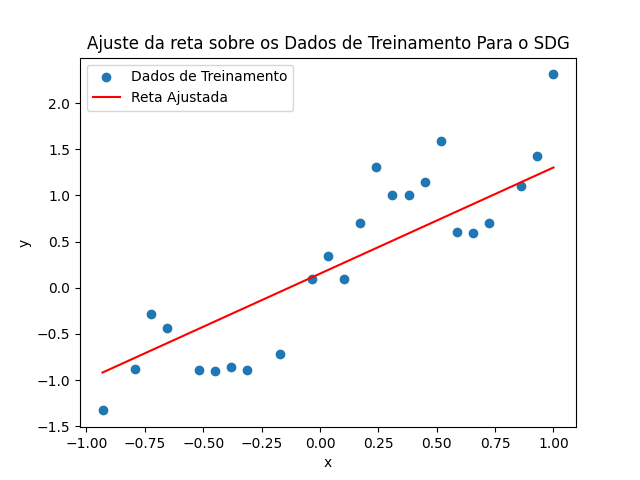 Ajuste da reta sobre os Dados de Treinamento Para o SDG
Dados de Treinamento
Reta Ajustada
2.0
1.5
1.0
0.5
0.0
−0.5
−1.0
−1.5
y
−1.00 −0.75 −0.50 −0.25 0.00 0.25 0.50 0.75 1.00
x